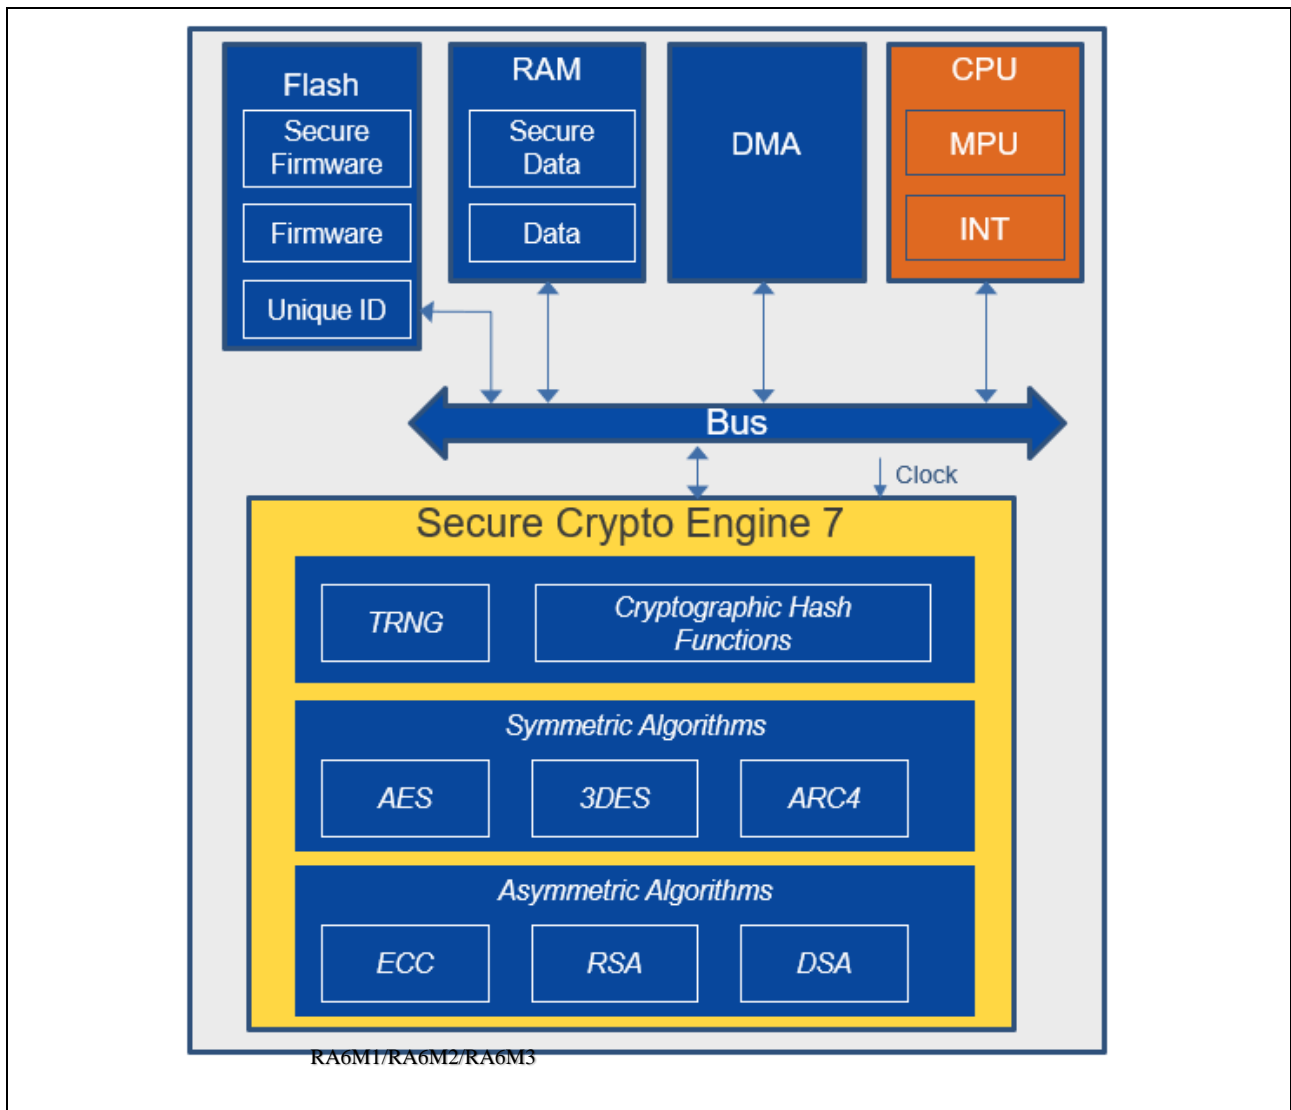 Flash
Secure
Firmware
Firmware
Unique ID
RAM
Secure
Data
Data
DMA
CPU
MPU
INT
Bus
Clock
Secure Crypto Engine 7
TRNG
Cryptographic Hash
Functions
Symmetric Algorithms
AES
3DES
ARC4
Asymmetric Algorithms
ECC
RSA
DSA
RA6M1/RA6M2/RA6M3